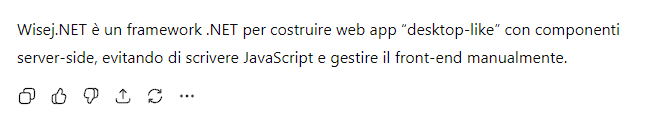 Wisej.NET è un framework .NET per costruire web app “desktop-like” con componenti
server-side, evitando di scrivere JavaScript e gestire il front-end manualmente.